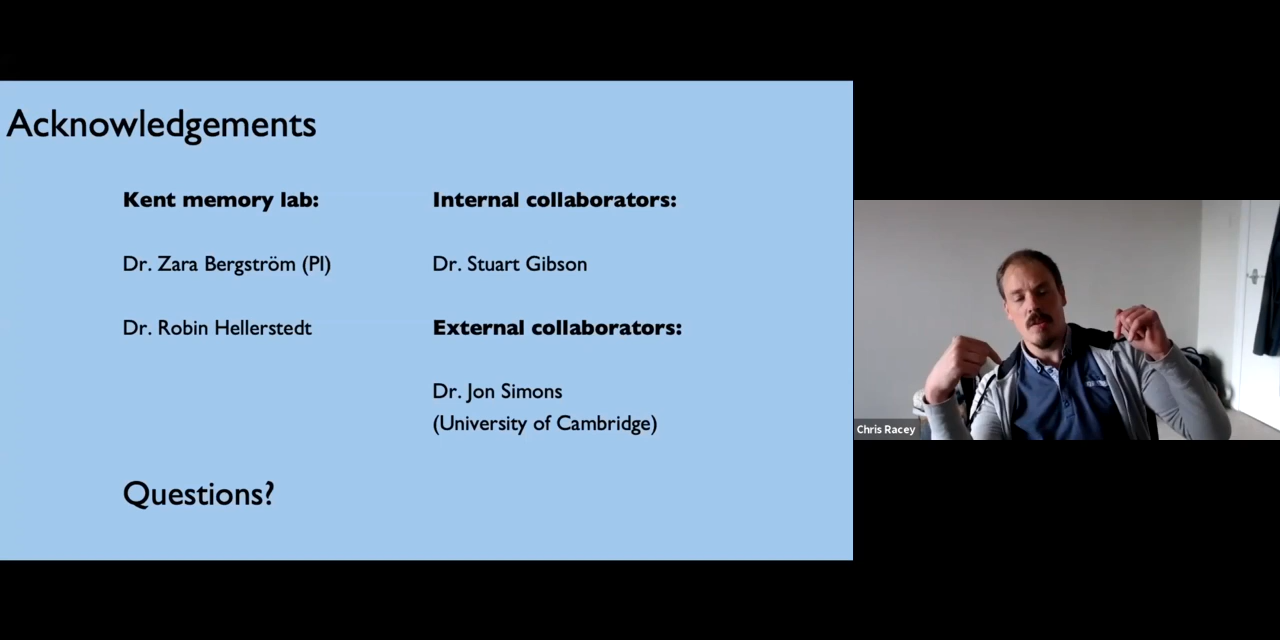 Acknowledgements
Kent memory lab:
Dr. Zara Bergström (PI)
Dr. Robin Hellerstedt
Internal collaborators:
Dr. Stuart Gibson
External collaborators:
Dr. Jon Simons
(University of Cambridge)
Questions?
Chris Racey